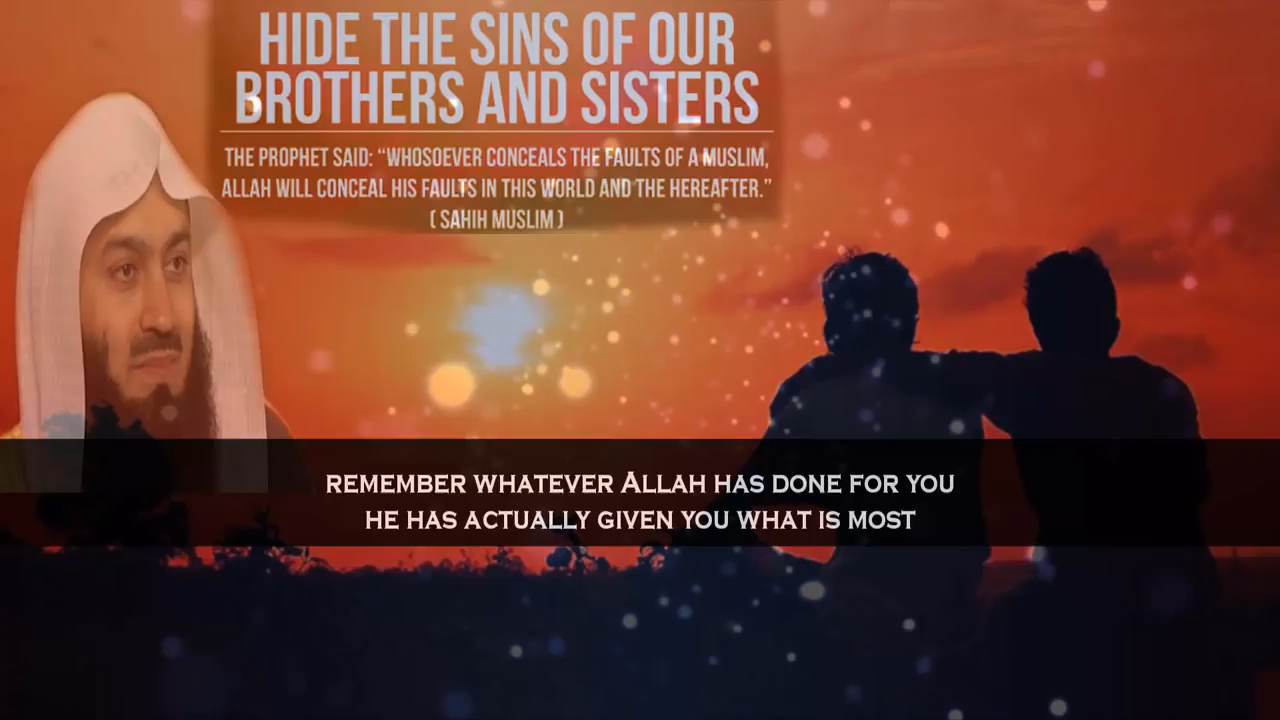 HIDE THE SINS OF OUR
BROTHERS AND SISTERS
THE PROPHET SAID: “WHOSOEVER CONCEALS THE FAULTS OF A MUSLIM,
ALLAH WILL CONCEAL HIS FAULTS IN THIS WORLD AND THE HEREAFTER.”
( SAHIH MUSLIM )
REMEMBER WHATEVER ALLAH HAS DONE FOR YOU
HE HAS ACTUALLY GIVEN YOU WHAT IS MOST